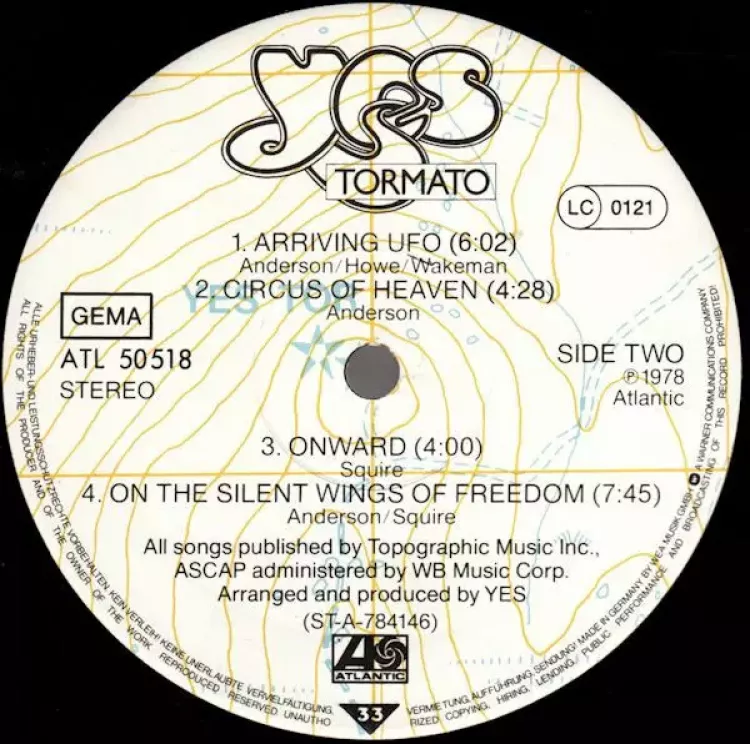 YES
TORMATO
LC 0121
1. ARRIVING UFO (6:02)
Anderson/Howe/Wakeman
2. CIRCUS OF HEAVEN (4:28)
Anderson
YES TOR
GEMA
ATL 50 518
STEREO
SIDE TWO
℗ 1978
Atlantic
3. ONWARD (4:00)
Squire
4. ON THE SILENT WINGS OF FREEDOM (7:45)
Anderson/Squire
All songs published by Topographic Music Inc.,
ASCAP administered by WB Music Corp.
Arranged and produced by YES
(ST-A-784146)
ATLANTIC
33
ALLE URHEBER- UND LEISTUNGSSCHUTZRECHTE VORBEHALTEN. KEIN VERLEIH! KEINE UNERLAUBTE VERVIELFÄLTIGUNG, VERMIETUNG, AUFFÜHRUNG, SENDUNG! MADE IN GERMANY BY WEA MUSIK GMBH A WARNER COMMUNICATIONS COMPANY
ALL RIGHTS OF THE PRODUCER AND OF THE OWNER OF THE WORK REPRODUCED RESERVED. UNAUTHORIZED COPYING, HIRING, LENDING, PUBLIC PERFORMANCE AND BROADCASTING OF THIS RECORD PROHIBITED!